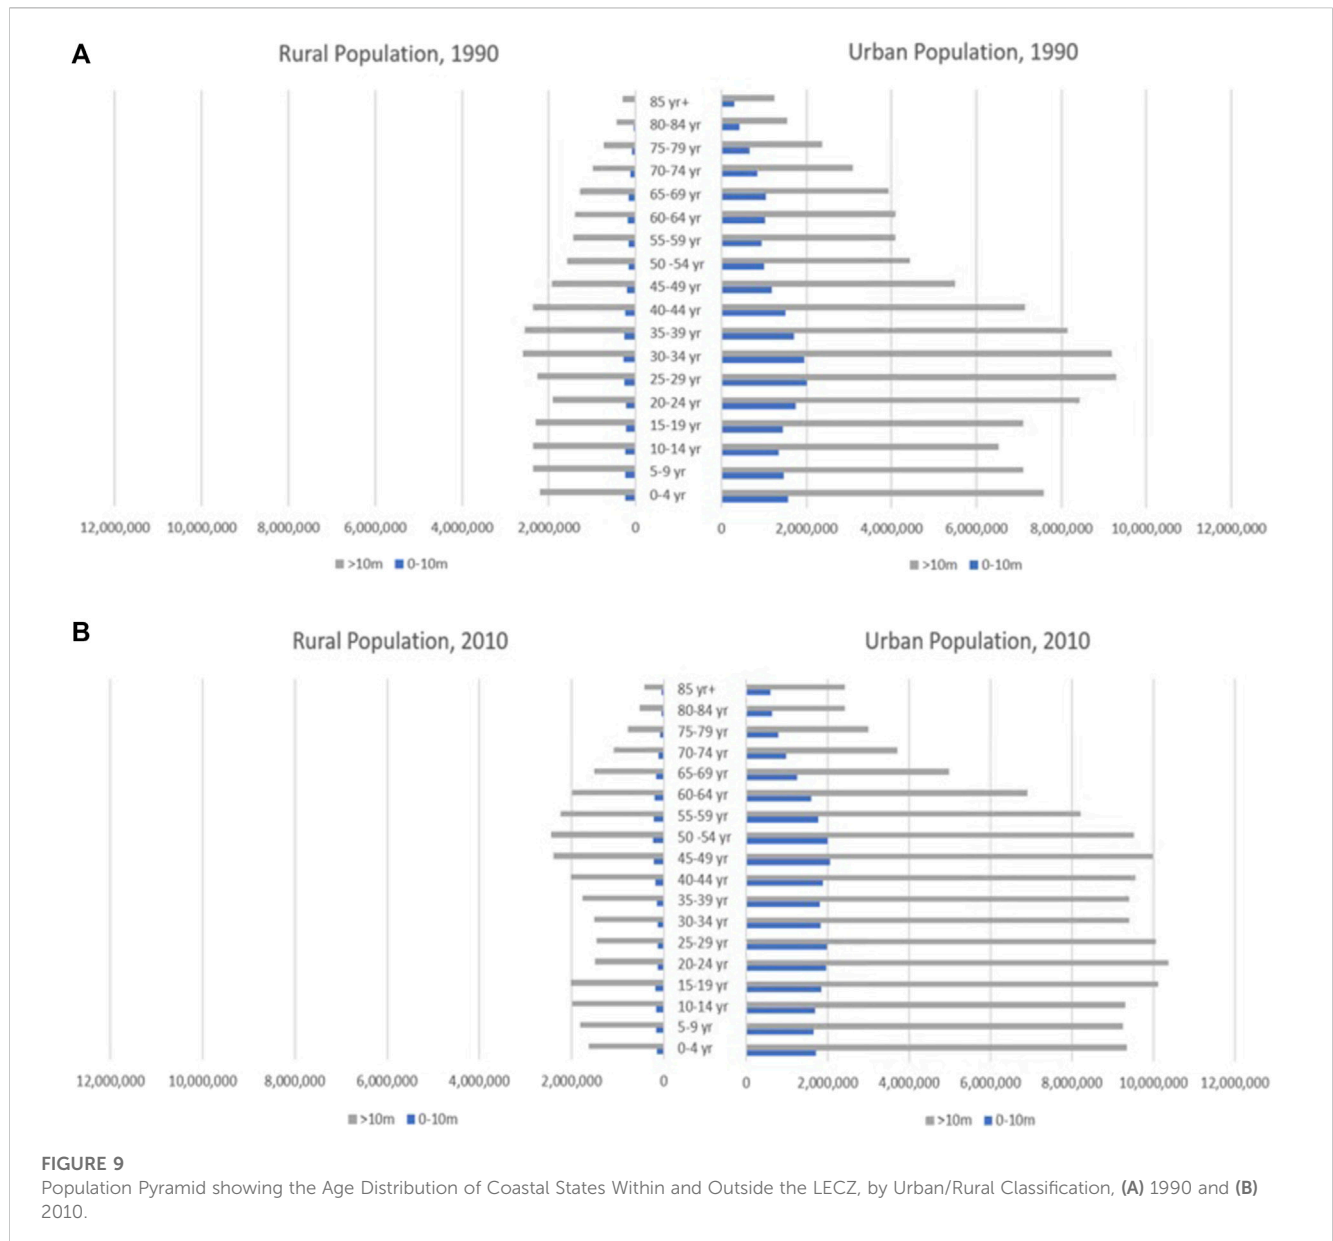 A
Rural Population, 1990
Urban Population, 1990
85 yr+
80-84 yr
75-79 yr
70-74 yr
65-69 yr
60-64 yr
55-59 yr
50 -54 yr
45-49 yr
40-44 yr
35-39 yr
30-34 yr
25-29 yr
20-24 yr
15-19 yr
10-14 yr
5-9 yr
0-4 yr
12,000,000 10,000,000 8,000,000 6,000,000 4,000,000 2,000,000 0
0 2,000,000 4,000,000 6,000,000 8,000,000 10,000,000 12,000,000
>10m 0-10m
>10m 0-10m
B
Rural Population, 2010
Urban Population, 2010
85 yr+
80-84 yr
75-79 yr
70-74 yr
65-69 yr
60-64 yr
55-59 yr
50 -54 yr
45-49 yr
40-44 yr
35-39 yr
30-34 yr
25-29 yr
20-24 yr
15-19 yr
10-14 yr
5-9 yr
0-4 yr
12,000,000 10,000,000 8,000,000 6,000,000 4,000,000 2,000,000 0
0 2,000,000 4,000,000 6,000,000 8,000,000 10,000,000 12,000,000
>10m 0-10m
>10m 0-10m
FIGURE 9
Population Pyramid showing the Age Distribution of Coastal States Within and Outside the LECZ, by Urban/Rural Classification, (A) 1990 and (B)
2010.